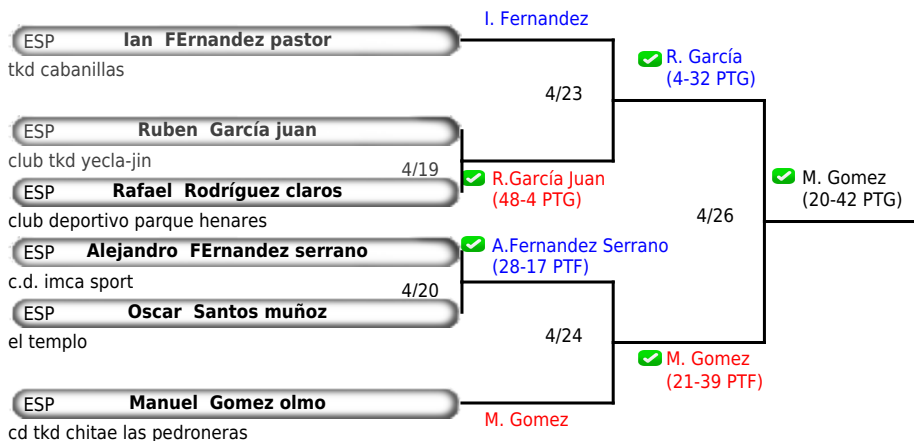 I. Fernandez
ESP Ian FErnandez pastor
tkd cabanillas
R. García
(4-32 PTG)
4/23
ESP Ruben García juan
club tkd yecla-jin
4/19
R.García Juan
(48-4 PTG)
ESP Rafael Rodríguez claros
club deportivo parque henares
M. Gomez
(20-42 PTG)
4/26
ESP Alejandro FErnandez serrano
c.d. imca sport
A.Fernandez Serrano
(28-17 PTF)
4/20
ESP Oscar Santos muñoz
el templo
4/24
M. Gomez
(21-39 PTF)
ESP Manuel Gomez olmo
cd tkd chitae las pedroneras
M. Gomez